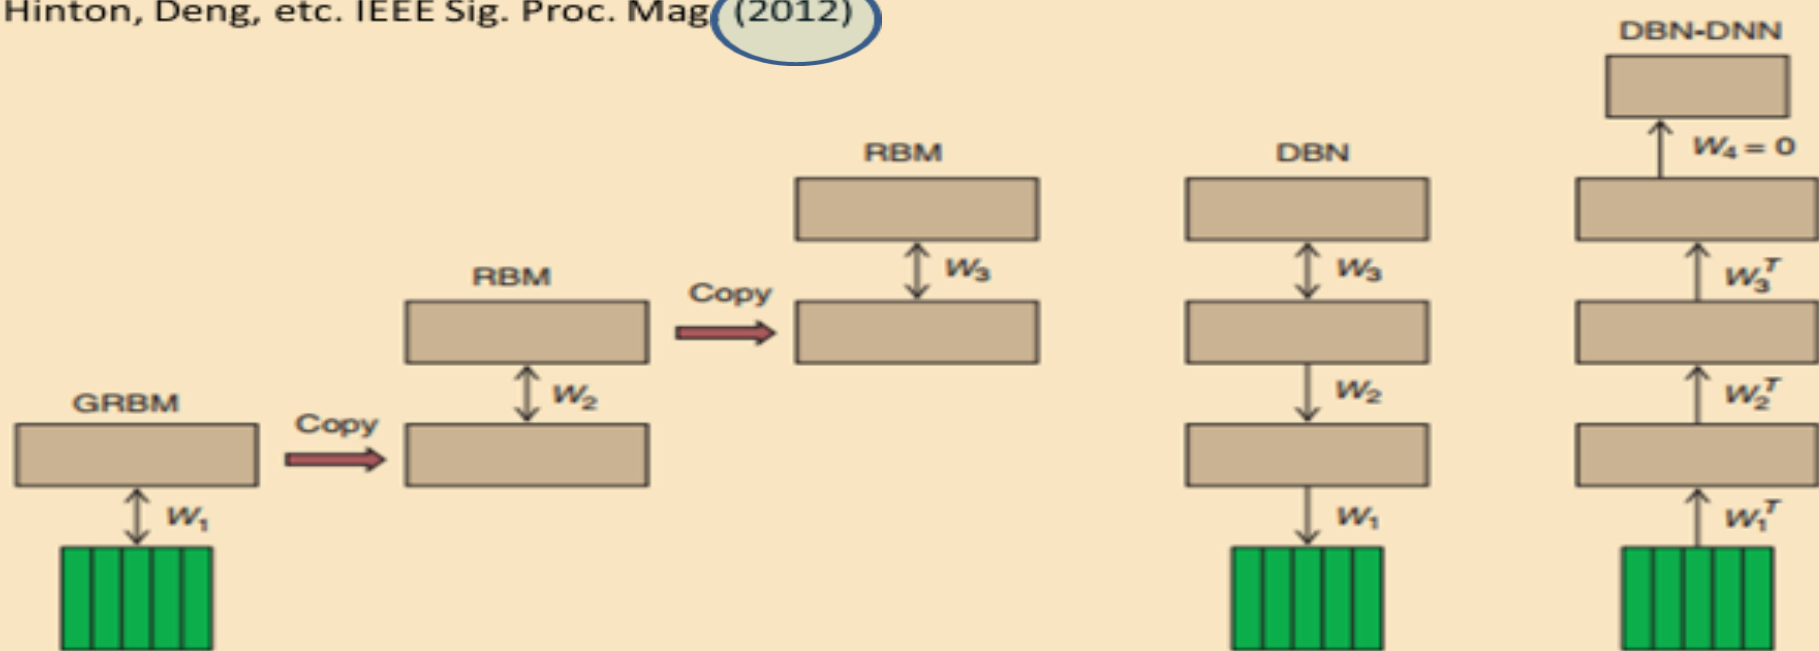 Hinton, Deng, etc. IEEE Sig. Proc. Mag (2012)
DBN-DNN
W₄ = 0
RBM
DBN
RBM
W₃
W₃
W₃ᵀ
Copy
GRBM
W₂
W₂
W₂ᵀ
Copy
W₁
W₁
W₁ᵀ